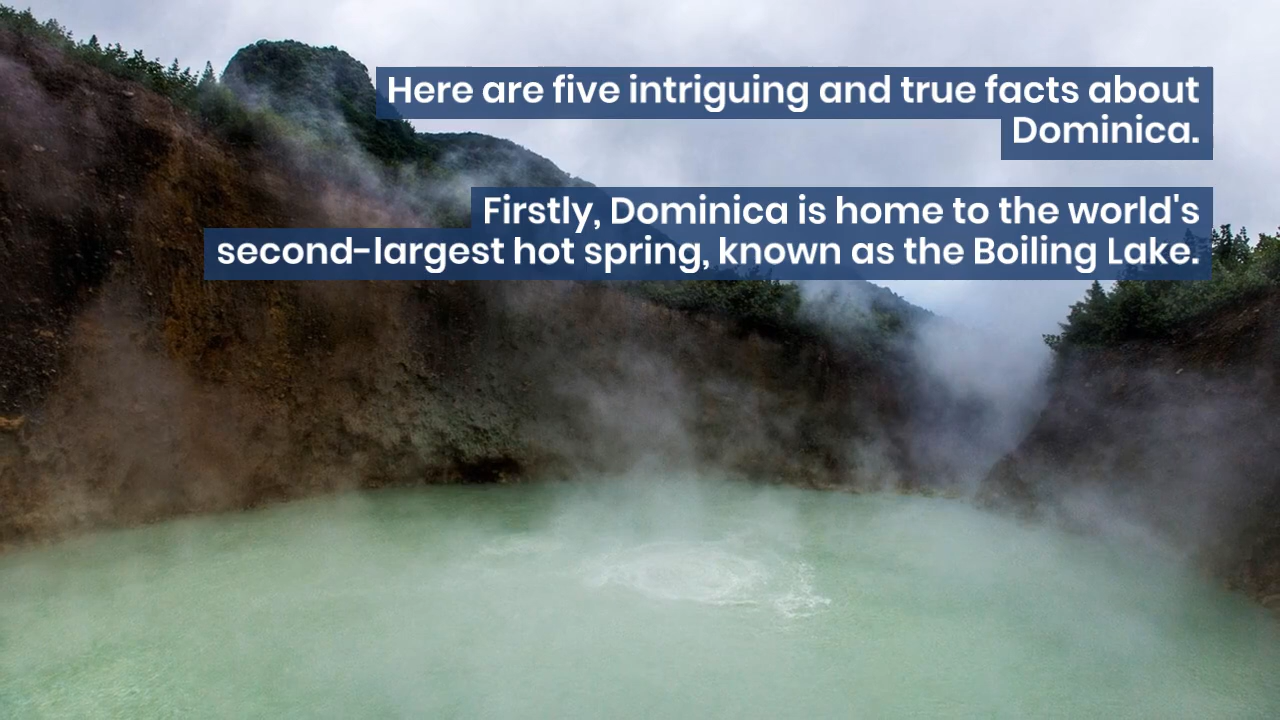 Here are five intriguing and true facts about
Dominica.
Firstly, Dominica is home to the world's
second-largest hot spring, known as the Boiling Lake.